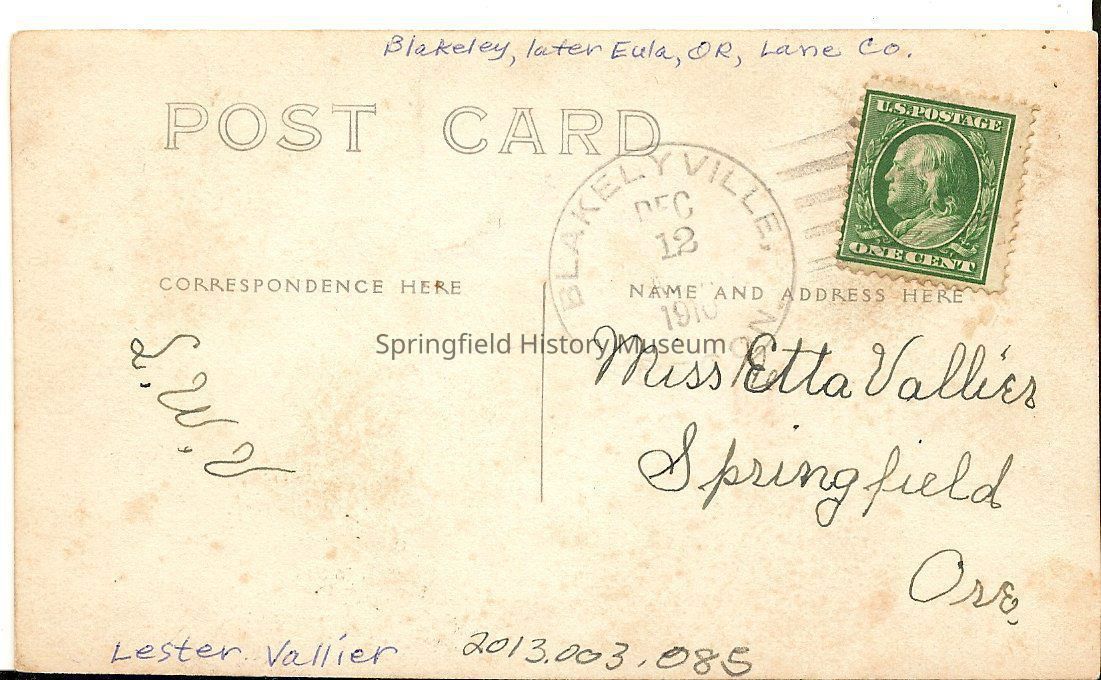 Blakeley, later Eula, OR, Lane Co.
POST CARD
U.S. POSTAGE
ONE CENT
BLAKELYVILLE,
DEC
12
1910
CORRESPONDENCE HERE
NAME AND ADDRESS HERE
Springfield History Museum
L.W.V
Miss Etta Vallier
Springfield
Ore.
Lester Vallier 2013.003.085